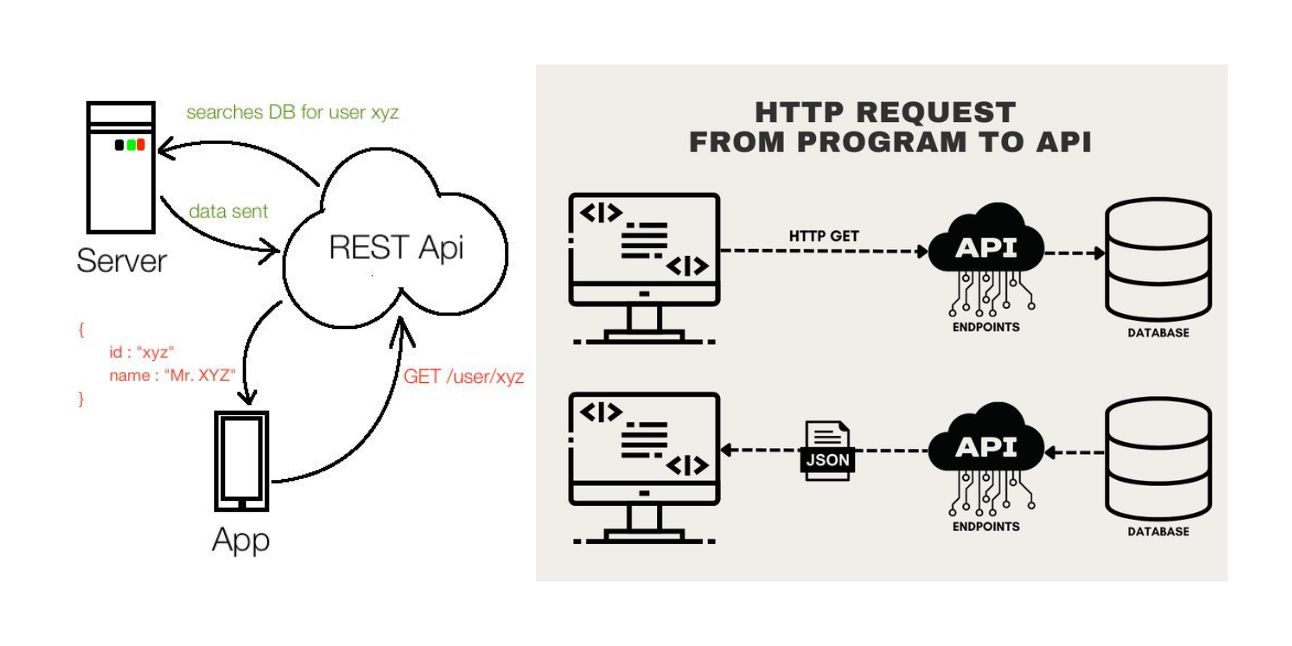 searches DB for user xyz
data sent
REST Api
Server
{
id : "xyz"
name : "Mr. XYZ"
}
GET /user/xyz
App
HTTP REQUEST
FROM PROGRAM TO API
<|>
<|>
HTTP GET
API
ENDPOINTS
DATABASE
<|>
<|>
JSON
API
ENDPOINTS
DATABASE